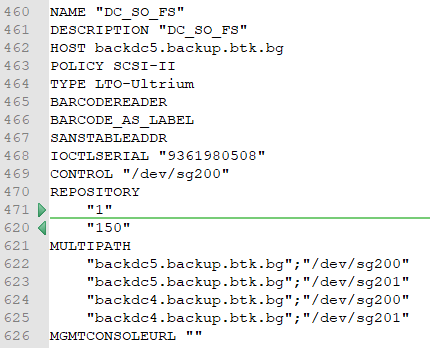 460 NAME "DC_SO_FS"
461 DESCRIPTION "DC_SO_FS"
462 HOST backdc5.backup.btk.bg
463 POLICY SCSI-II
464 TYPE LTO-Ultrium
465 BARCODEREADER
466 BARCODE_AS_LABEL
467 SANSTABLEADDR
468 IOCTLSERIAL "9361980508"
469 CONTROL "/dev/sg200"
470 REPOSITORY
471 "1"
620 "150"
621 MULTIPATH
622 "backdc5.backup.btk.bg";"/dev/sg200"
623 "backdc5.backup.btk.bg";"/dev/sg201"
624 "backdc4.backup.btk.bg";"/dev/sg200"
625 "backdc4.backup.btk.bg";"/dev/sg201"
626 MGMTCONSOLEURL ""